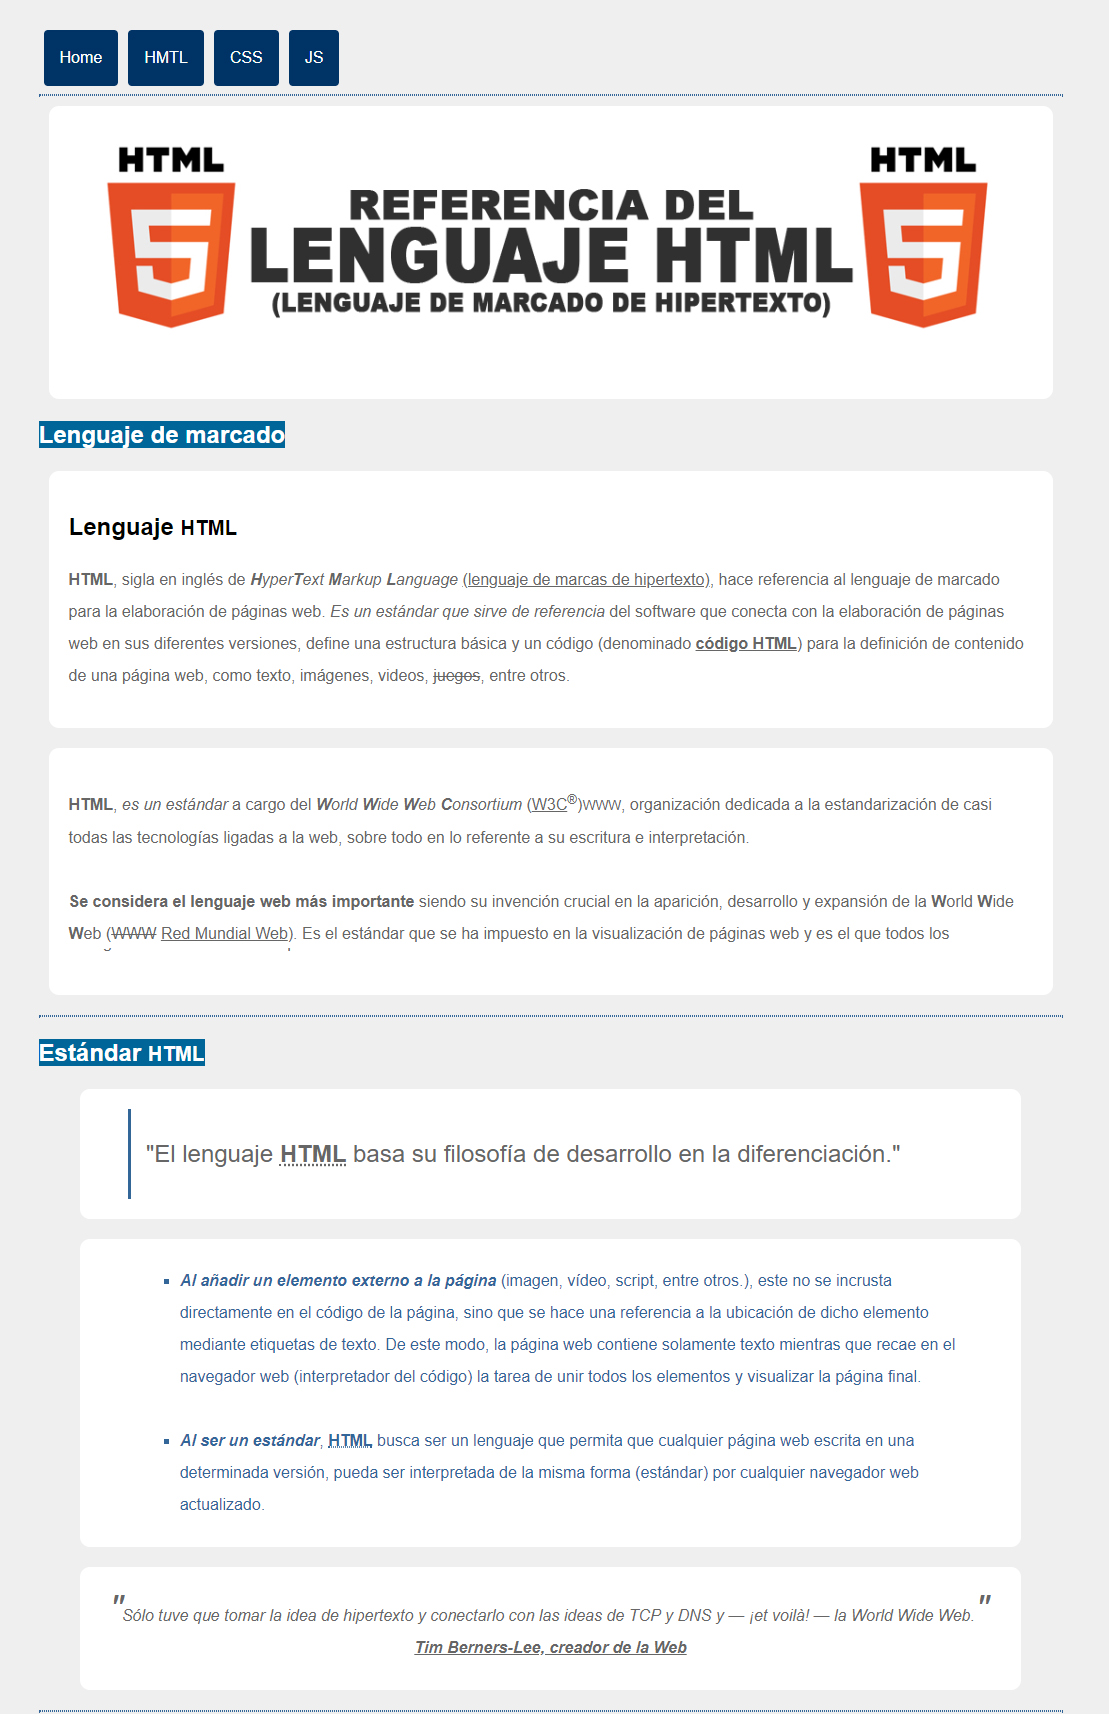 Home HMTL CSS JS
HTML HTML
REFERENCIA DEL
LENGUAJE HTML
(LENGUAJE DE MARCADO DE HIPERTEXTO)
Lenguaje de marcado
Lenguaje HTML
HTML, sigla en inglés de HyperText Markup Language (lenguaje de marcas de hipertexto), hace referencia al lenguaje de marcado
para la elaboración de páginas web. Es un estándar que sirve de referencia del software que conecta con la elaboración de páginas
web en sus diferentes versiones, define una estructura básica y un código (denominado código HTML) para la definición de contenido
de una página web, como texto, imágenes, videos, juegos, entre otros.
HTML, es un estándar a cargo del World Wide Web Consortium (W3C®)WWW, organización dedicada a la estandarización de casi
todas las tecnologías ligadas a la web, sobre todo en lo referente a su escritura e interpretación.
Se considera el lenguaje web más importante siendo su invención crucial en la aparición, desarrollo y expansión de la World Wide
Web (WWW Red Mundial Web). Es el estándar que se ha impuesto en la visualización de páginas web y es el que todos los
Estándar HTML
"El lenguaje HTML basa su filosofía de desarrollo en la diferenciación."
▪ Al añadir un elemento externo a la página (imagen, vídeo, script, entre otros.), este no se incrusta
directamente en el código de la página, sino que se hace una referencia a la ubicación de dicho elemento
mediante etiquetas de texto. De este modo, la página web contiene solamente texto mientras que recae en el
navegador web (interpretador del código) la tarea de unir todos los elementos y visualizar la página final.
▪ Al ser un estándar, HTML busca ser un lenguaje que permita que cualquier página web escrita en una
determinada versión, pueda ser interpretada de la misma forma (estándar) por cualquier navegador web
actualizado.
"Sólo tuve que tomar la idea de hipertexto y conectarlo con las ideas de TCP y DNS y — ¡et voilà! — la World Wide Web."
Tim Berners-Lee, creador de la Web